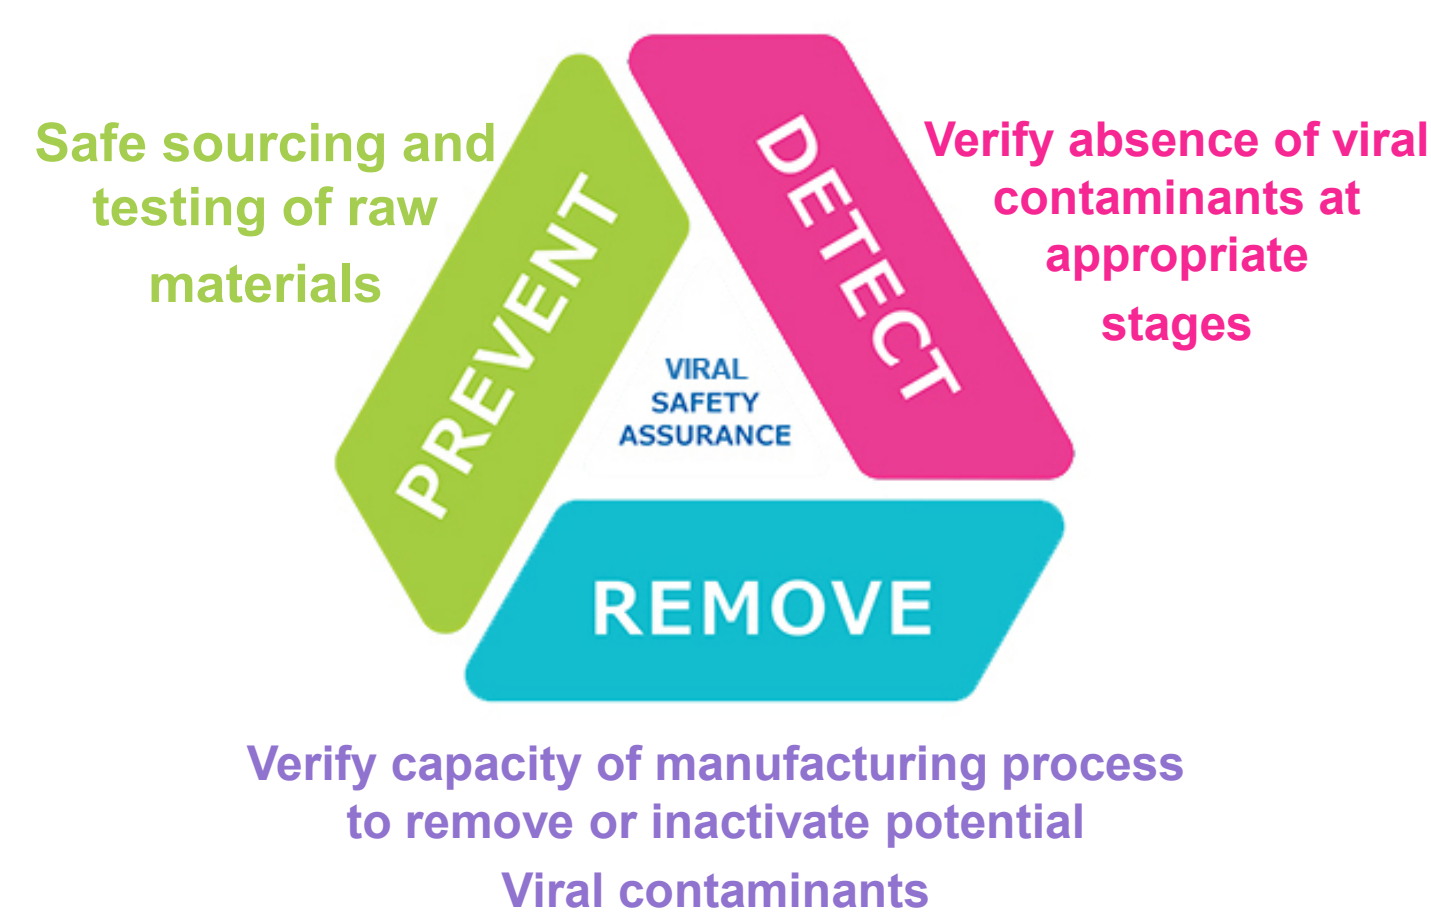 Safe sourcing and
testing of raw
materials
PREVENT
DETECT
Verify absence of viral
contaminants at
appropriate
stages
VIRAL
SAFETY
ASSURANCE
REMOVE
Verify capacity of manufacturing process
to remove or inactivate potential
Viral contaminants